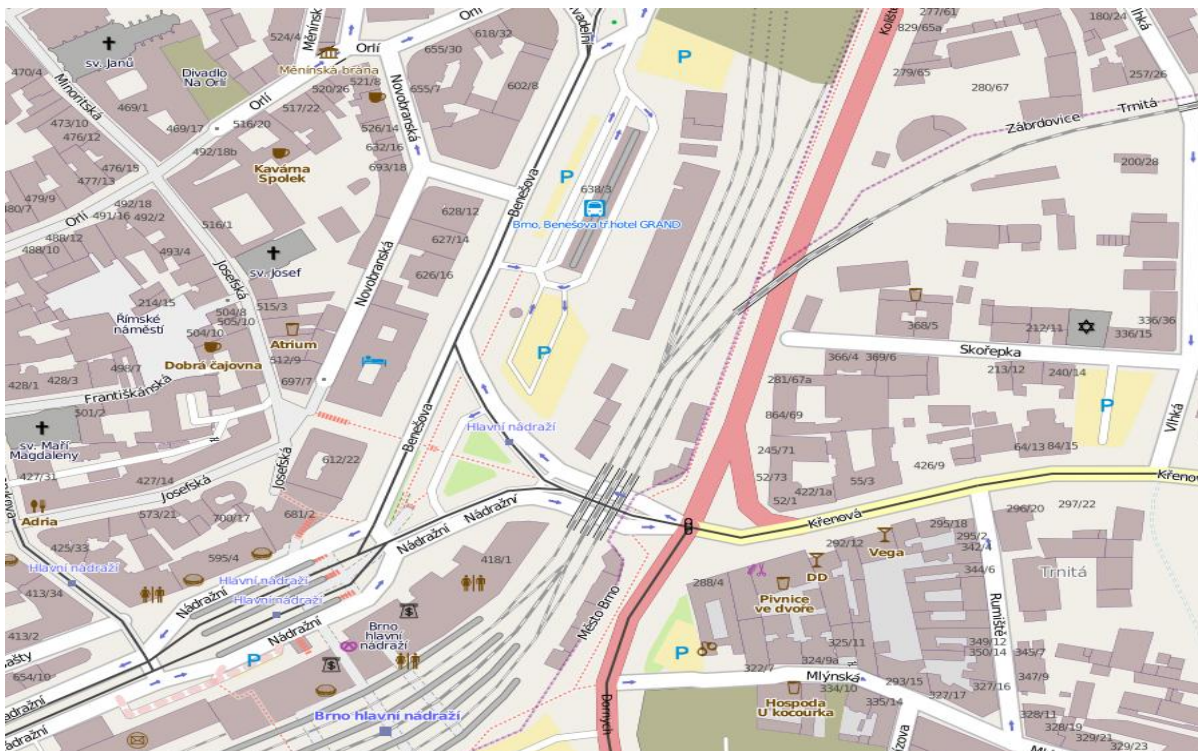 524/4
Měnínsk
Orlí
618/32
Divadelní
277/61
829/65a
180/24
Vlhká
sv. Janů
470/4
Divadlo
Na Orlí
Orlí
655/30
Koliště
Měnínská brána
520/26
521/8
655/7
602/8
279/65
280/67
257/26
Minoritská
469/1
517/22
Orlí
Novobranská
Trnitá
473/10
476/12
469/17
516/20
526/14
Zábrdovice
492/18b
632/16
693/18
Kavárna
Spolek
476/15
477/13
200/28
479/9
480/7
Orlí
492/18
491/16
492/2
516/1
638/3
Benešova
628/12
Brno, Benešova tř.hotel GRAND
488/12
488/10
493/4
627/14
sv. Josef
Josefská
626/16
Novobranská
214/15
504/8
505/10
515/3
Římské
náměstí
504/10
Atrium
368/5
212/11
336/36
336/15
Dobrá čajovna
512/9
Skořepka
498/7
697/7
366/4
369/6
213/12
240/14
428/1
428/3
Františkánská
281/67a
501/2
Benešova
864/69
Vlhká
sv. Maří
Magdaleny
Hlavní nádraží
64/13
84/15
245/71
612/22
427/31
427/14
Josefská
Josefská
426/9
52/73
55/3
422/1a
52/1
Křenová
Křenová
Adria
573/21
700/17
681/2
Nádražní
Nádražní
296/20
297/22
425/33
595/4
418/1
292/12
295/18
295/2
342/4
Vega
Hlavní nádraží
Hlavní nádraží
Hlavní nádraží
DD
344/6
Trnitá
413/34
288/4
Pivnice
ve dvoře
Nádražní
Nádražní
Město Brno
Rumiště
413/2
Brno
hlavní
nádraží
325/11
349/12
350/14
345/7
324/9a
322/7
Mlýnská
654/10
347/9
293/15
327/16
327/17
334/10
335/14
Hospoda
U kocourka
Dornych
Brno hlavní nádraží
328/11
328/19
329/21
329/23